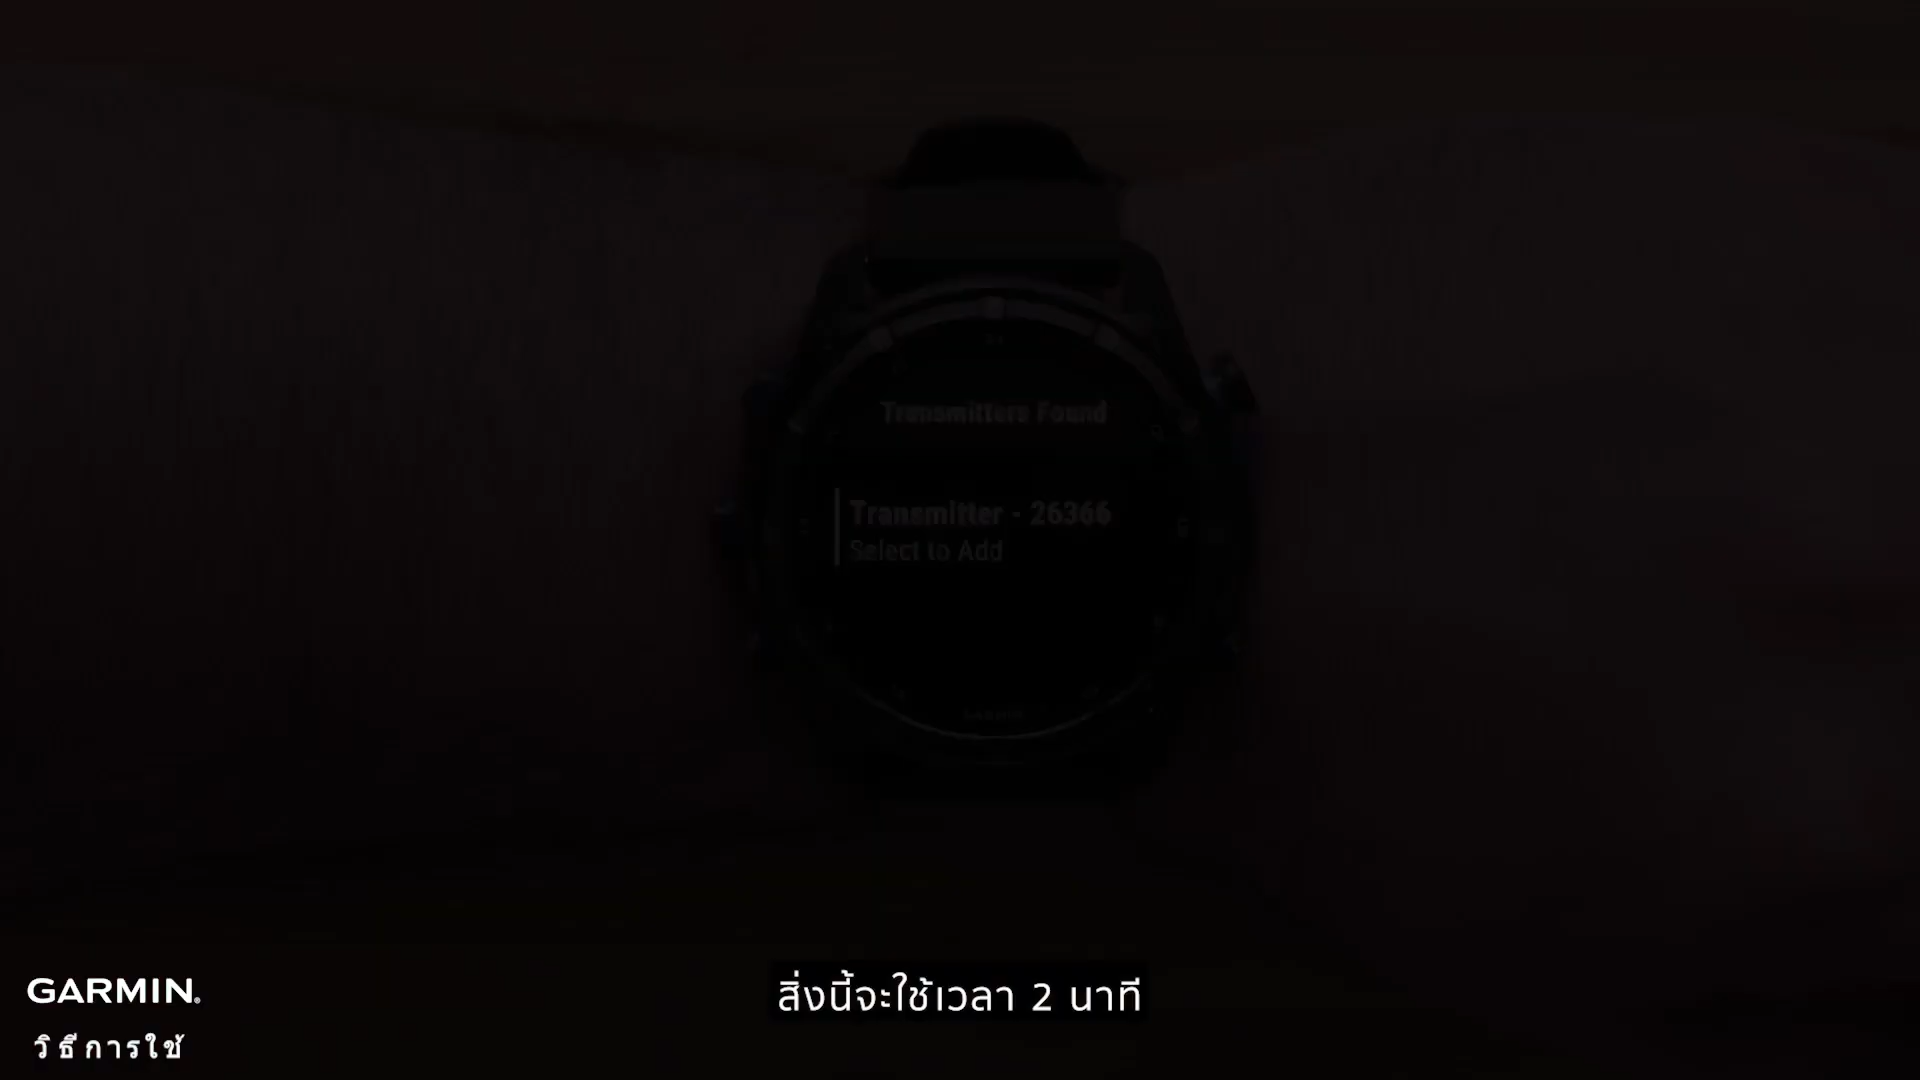 Transmitters Found
Transmitter - 26366
Select to Add
GARMIN
GARMIN.
วิธีการใช้
สิ่งนี้จะใช้เวลา 2 นาที